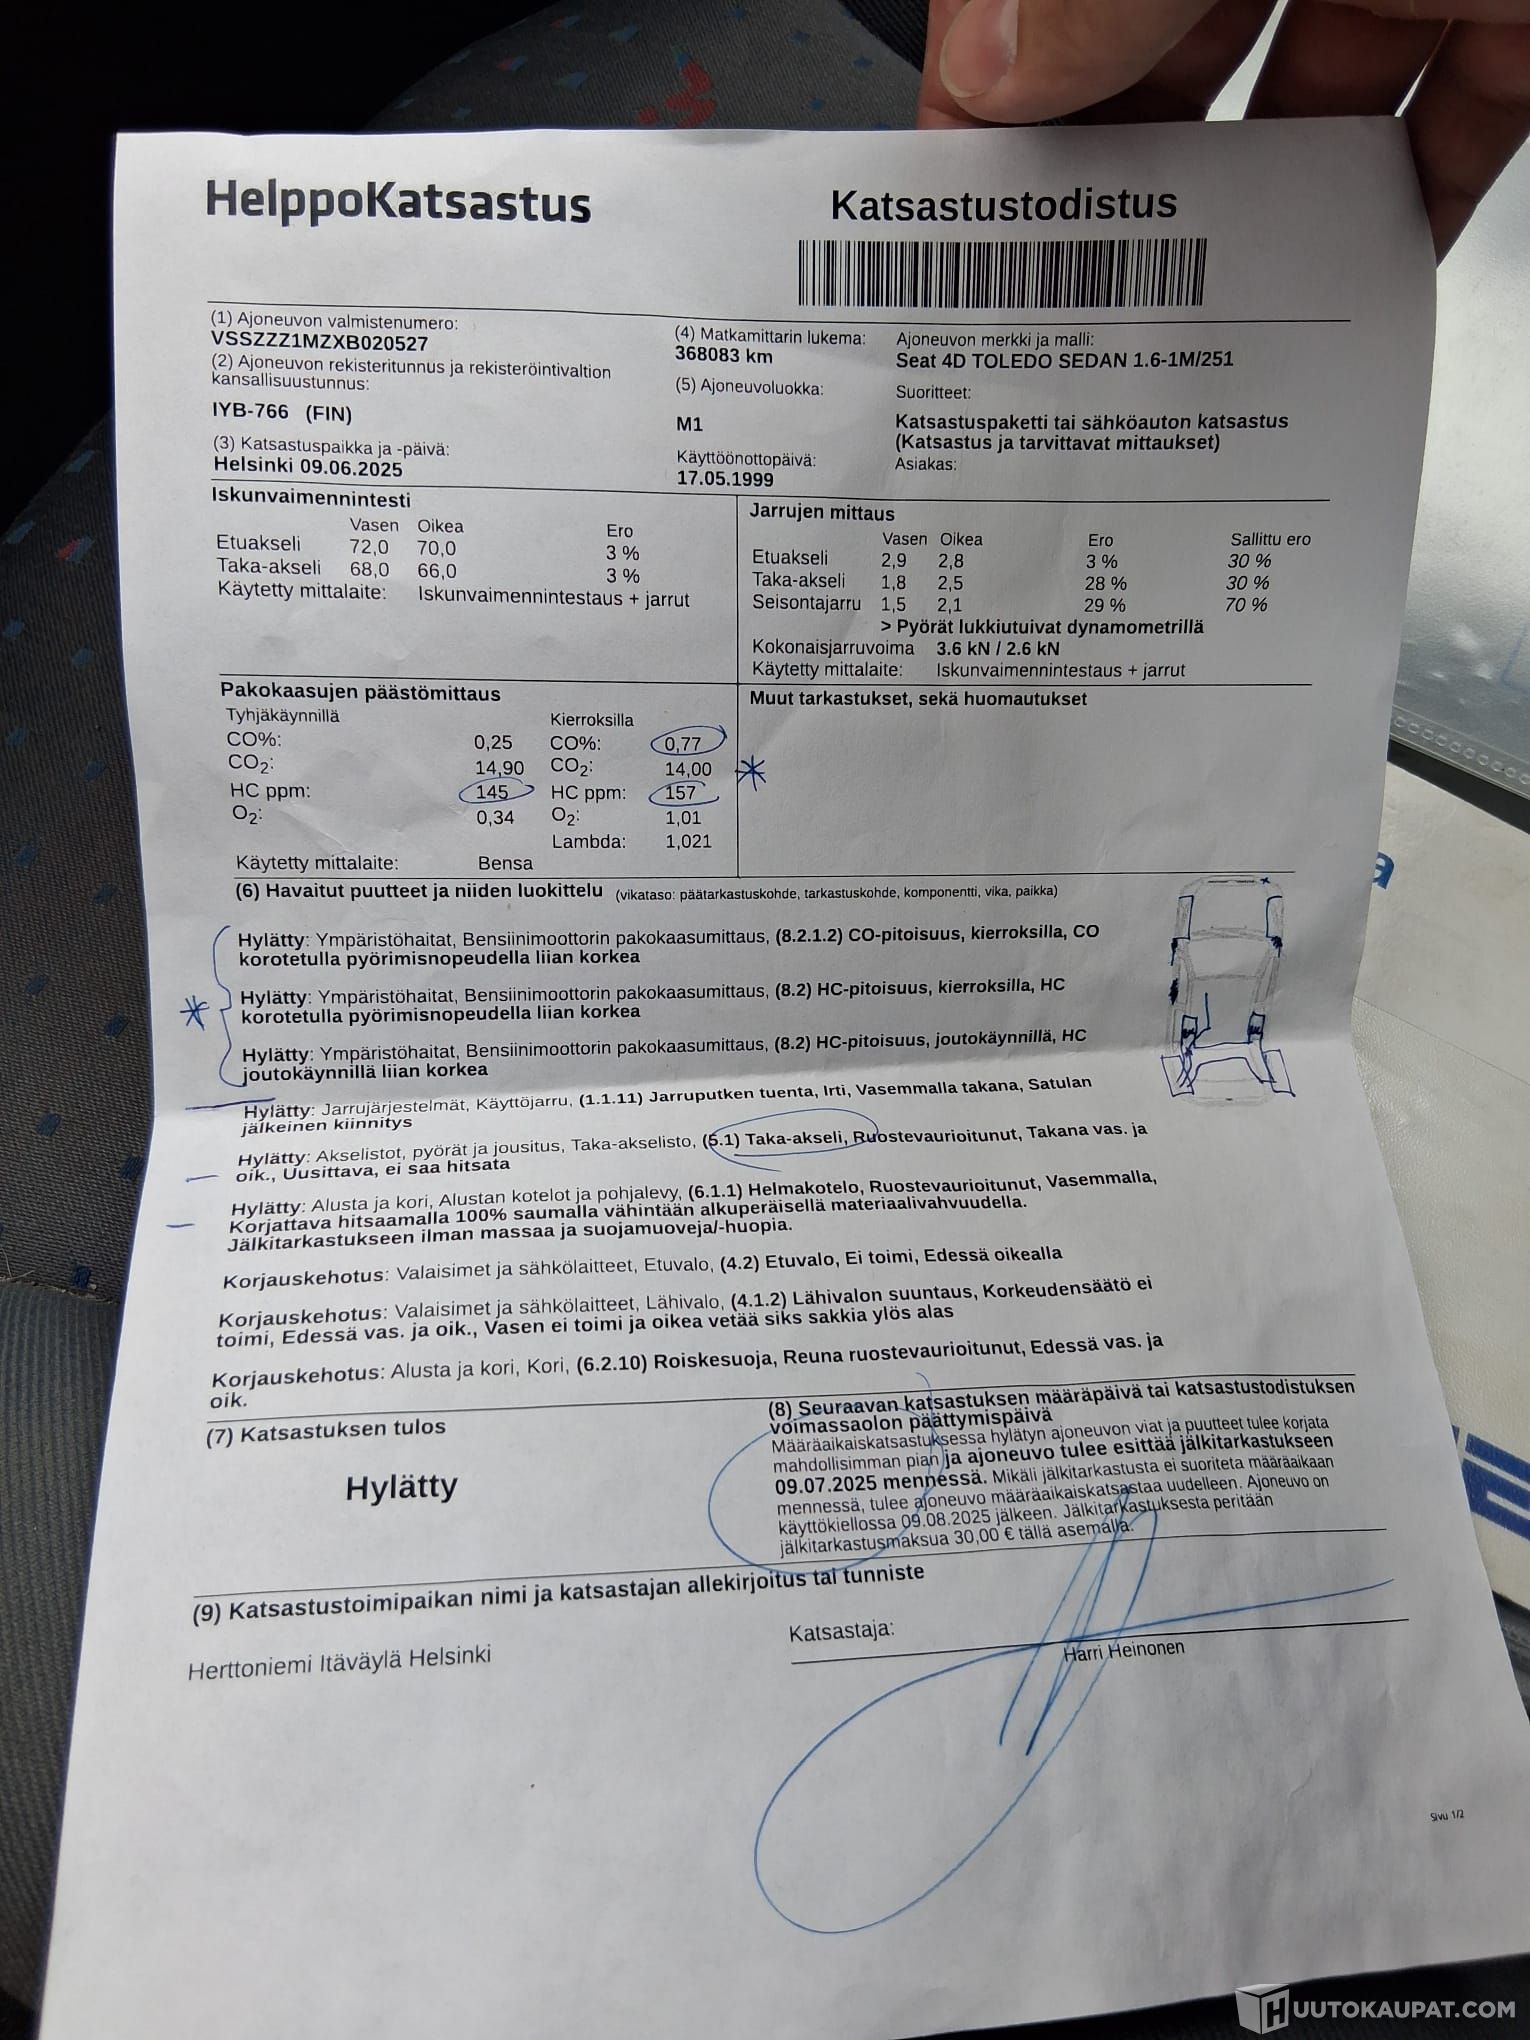 HelppoKatsastus
Katsastustodistus
(1) Ajoneuvon valmistenumero:
VSSZZZ1MZXB020527
(2) Ajoneuvon rekisteritunnus ja rekisteröintivaltion
kansallisuustunnus:
IYB-766 (FIN)
(3) Katsastuspaikka ja -päivä:
Helsinki 09.06.2025
(4) Matkamittarin lukema:
368083 km
(5) Ajoneuvoluokka:
M1
Käyttöönottopäivä:
17.05.1999
Ajoneuvon merkki ja malli:
Seat 4D TOLEDO SEDAN 1.6-1M/251
Suoritteet:
Katsastuspaketti tai sähköauton katsastus
(Katsastus ja tarvittavat mittaukset)
Asiakas:
Iskunvaimennintesti
Vasen Oikea Ero
Etuakseli 72,0 70,0 3 %
Taka-akseli 68,0 66,0 3 %
Käytetty mittalaite: Iskunvaimennintestaus + jarrut
Jarrujen mittaus
Vasen Oikea Ero Sallittu ero
Etuakseli 2,9 2,8 3 % 30 %
Taka-akseli 1,8 2,5 28 % 30 %
Seisontajarru 1,5 2,1 29 % 70 %
> Pyörät lukkiutuivat dynamometrillä
Kokonaisjarruvoima 3.6 kN / 2.6 kN
Käytetty mittalaite: Iskunvaimennintestaus + jarrut
Pakokaasujen päästömittaus
Tyhjäkäynnillä Kierroksilla
CO%: 0,25 CO%: 0,77
CO2: 14,90 CO2: 14,00
HC ppm: 145 HC ppm: 157
O2: 0,34 O2: 1,01
Lambda: 1,021
Käytetty mittalaite: Bensa
Muut tarkastukset, sekä huomautukset
(6) Havaitut puutteet ja niiden luokittelu (vikataso: päätarkastuskohde, tarkastuskohde, komponentti, vika, paikka)
Hylätty: Ympäristöhaitat, Bensiinimoottorin pakokaasumittaus, (8.2.1.2) CO-pitoisuus, kierroksilla, CO
korotetulla pyörimisnopeudella liian korkea
Hylätty: Ympäristöhaitat, Bensiinimoottorin pakokaasumittaus, (8.2) HC-pitoisuus, kierroksilla, HC
korotetulla pyörimisnopeudella liian korkea
Hylätty: Ympäristöhaitat, Bensiinimoottorin pakokaasumittaus, (8.2) HC-pitoisuus, joutokäynnillä, HC
joutokäynnillä liian korkea
Hylätty: Jarrujärjestelmät, Käyttöjarru, (1.1.11) Jarruputken tuenta, Irti, Vasemmalla takana, Satulan
jälkeinen kiinnitys
Hylätty: Akselistot, pyörät ja jousitus, Taka-akselisto, (5.1) Taka-akseli, Ruostevaurioitunut, Takana vas. ja
oik., Uusittava, ei saa hitsata
Hylätty: Alusta ja kori, Alustan kotelot ja pohjalevy, (6.1.1) Helmakotelo, Ruostevaurioitunut, Vasemmalla,
Korjattava hitsaamalla 100% saumalla vähintään alkuperäisellä materiaalivahvuudella.
Jälkitarkastukseen ilman massaa ja suojamuoveja/-huopia.
Korjauskehotus: Valaisimet ja sähkölaitteet, Etuvalo, (4.2) Etuvalo, Ei toimi, Edessä oikealla
Korjauskehotus: Valaisimet ja sähkölaitteet, Lähivalo, (4.1.2) Lähivalon suuntaus, Korkeudensäätö ei
toimi, Edessä vas. ja oik., Vasen ei toimi ja oikea vetää siks sakkia ylös alas
Korjauskehotus: Alusta ja kori, Kori, (6.2.10) Roiskesuoja, Reuna ruostevaurioitunut, Edessä vas. ja
oik.
(7) Katsastuksen tulos
Hylätty
(8) Seuraavan katsastuksen määräpäivä tai katsastustodistuksen
voimassaolon päättymispäivä
Määräaikaiskatsastuksessa hylätyn ajoneuvon viat ja puutteet tulee korjata
mahdollisimman pian ja ajoneuvo tulee esittää jälkitarkastukseen
09.07.2025 mennessä. Mikäli jälkitarkastusta ei suoriteta määräaikaan
mennessä, tulee ajoneuvo määräaikaiskatsastaa uudelleen. Ajoneuvo on
käyttökiellossa 09.08.2025 jälkeen. Jälkitarkastuksesta peritään
jälkitarkastusmaksua 30,00 € tällä asemalla.
(9) Katsastustoimipaikan nimi ja katsastajan allekirjoitus tai tunniste
Herttoniemi Itäväylä Helsinki
Katsastaja:
Harri Heinonen
Sivu 1/2
HUUTOKAUPAT.COM